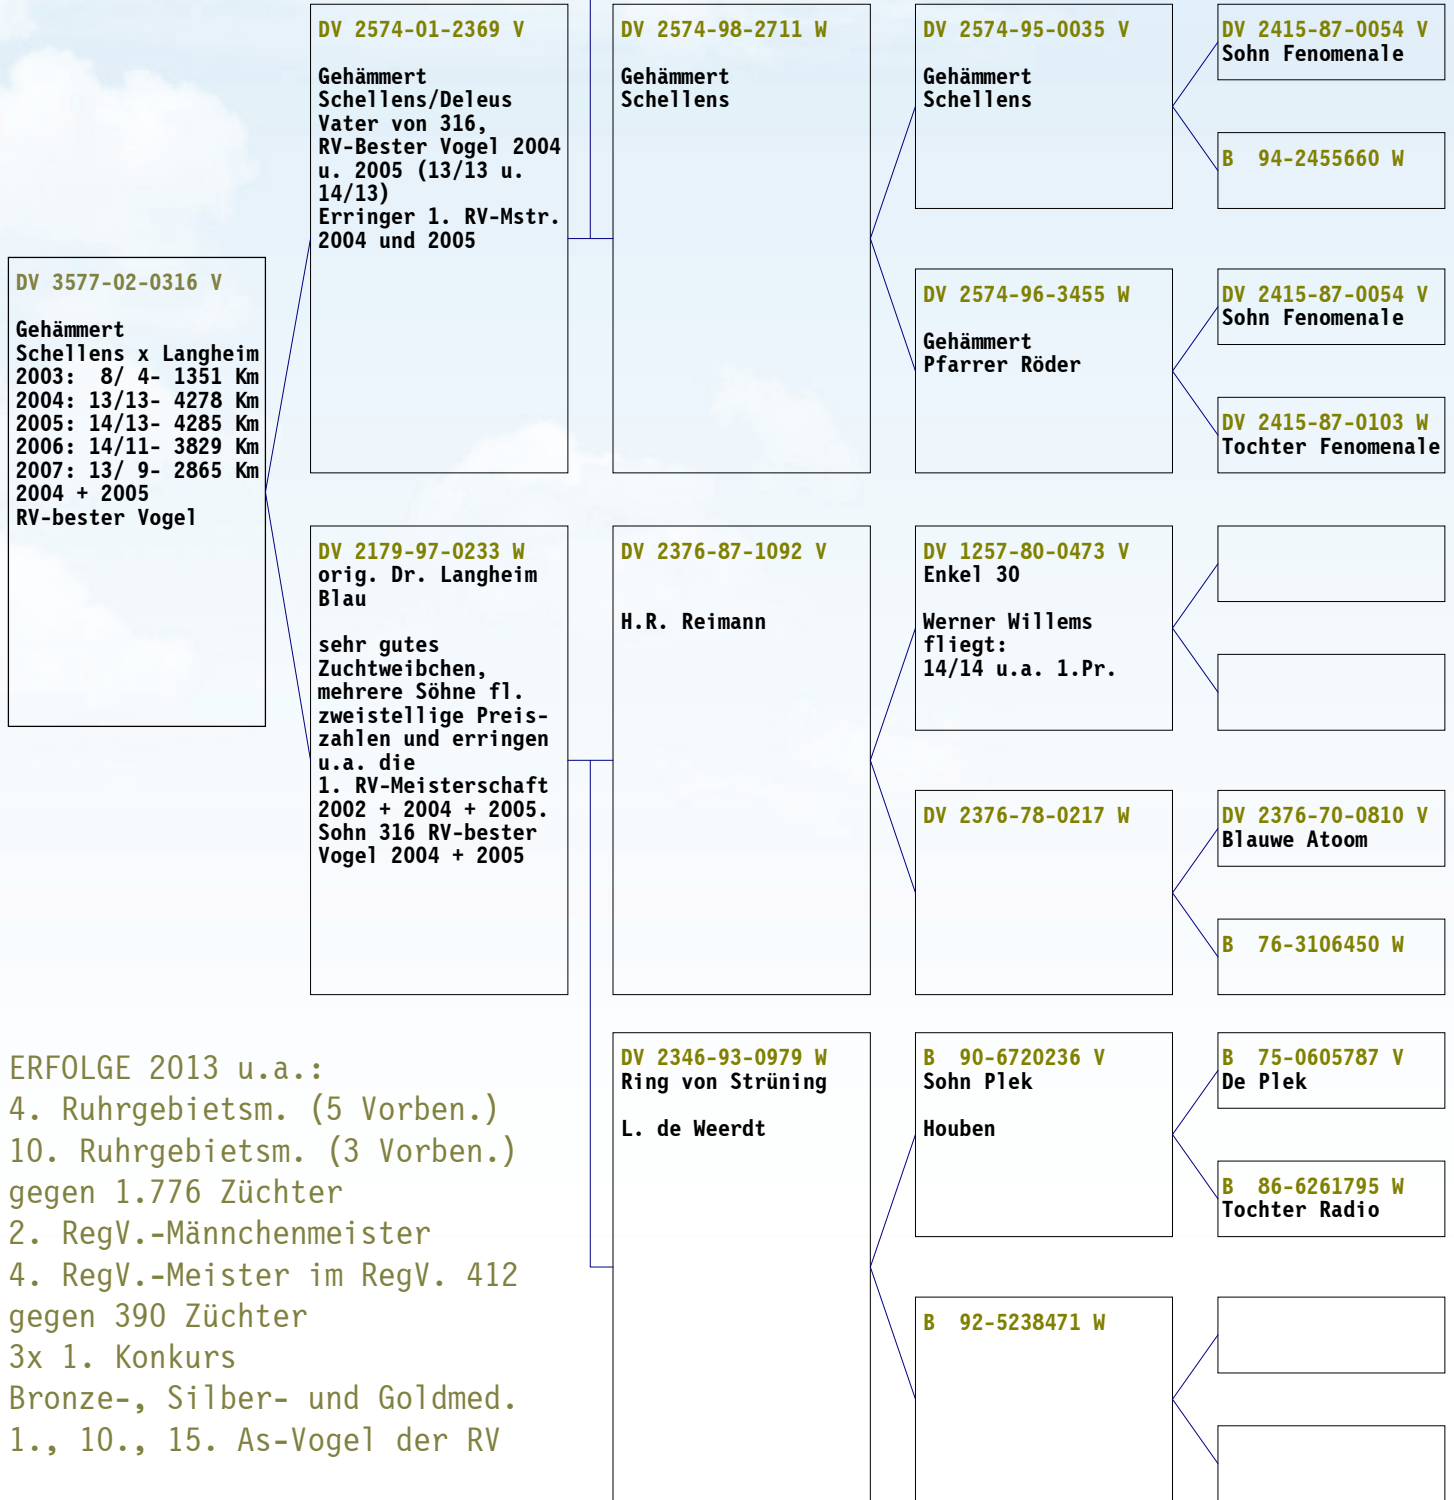 DV 3577-02-0316 V
Gehämmert
Schellens x Langheim
2003:  8/ 4- 1351 Km
2004: 13/13- 4278 Km
2005: 14/13- 4285 Km
2006: 14/11- 3829 Km
2007: 13/ 9- 2865 Km
2004 + 2005
RV-bester Vogel
DV 2574-01-2369 V
Gehämmert
Schellens/Deleus
Vater von 316,
RV-Bester Vogel 2004
u. 2005 (13/13 u.
14/13)
Erringer 1. RV-Mstr.
2004 und 2005
DV 2179-97-0233 W
orig. Dr. Langheim
Blau
sehr gutes
Zuchtweibchen,
mehrere Söhne fl.
zweistellige Preis-
zahlen und erringen
u.a. die
1. RV-Meisterschaft
2002 + 2004 + 2005.
Sohn 316 RV-bester
Vogel 2004 + 2005
DV 2574-98-2711 W
Gehämmert
Schellens
DV 2376-87-1092 V
H.R. Reimann
DV 2346-93-0979 W
Ring von Strüning
L. de Weerdt
DV 2574-95-0035 V
Gehämmert
Schellens
DV 2574-96-3455 W
Gehämmert
Pfarrer Röder
DV 1257-80-0473 V
Enkel 30
Werner Willems
fliegt:
14/14 u.a. 1.Pr.
DV 2376-78-0217 W
B  90-6720236 V
Sohn Plek
Houben
B  92-5238471 W
DV 2415-87-0054 V
Sohn Fenomenale
B  94-2455660 W
DV 2415-87-0054 V
Sohn Fenomenale
DV 2415-87-0103 W
Tochter Fenomenale
DV 2376-70-0810 V
Blauwe Atoom
B  76-3106450 W
B  75-0605787 V
De Plek
B  86-6261795 W
Tochter Radio
ERFOLGE 2013 u.a.:
4. Ruhrgebietsm. (5 Vorben.)
10. Ruhrgebietsm. (3 Vorben.)
gegen 1.776 Züchter
2. RegV.-Männchenmeister
4. RegV.-Meister im RegV. 412
gegen 390 Züchter
3x 1. Konkurs
Bronze-, Silber- und Goldmed.
1., 10., 15. As-Vogel der RV